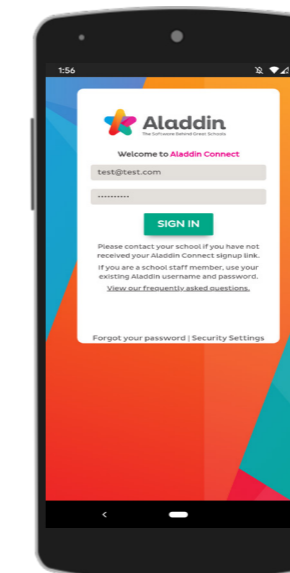 1:56
Aladdin
The Software Behind Great Schools
Welcome to Aladdin Connect
test@test.com
••••••••••
SIGN IN
Please contact your school if you have not
received your Aladdin Connect signup link.
If you are a school staff member, use your
existing Aladdin username and password.
View our frequently asked questions.
Forgot your password | Security Settings